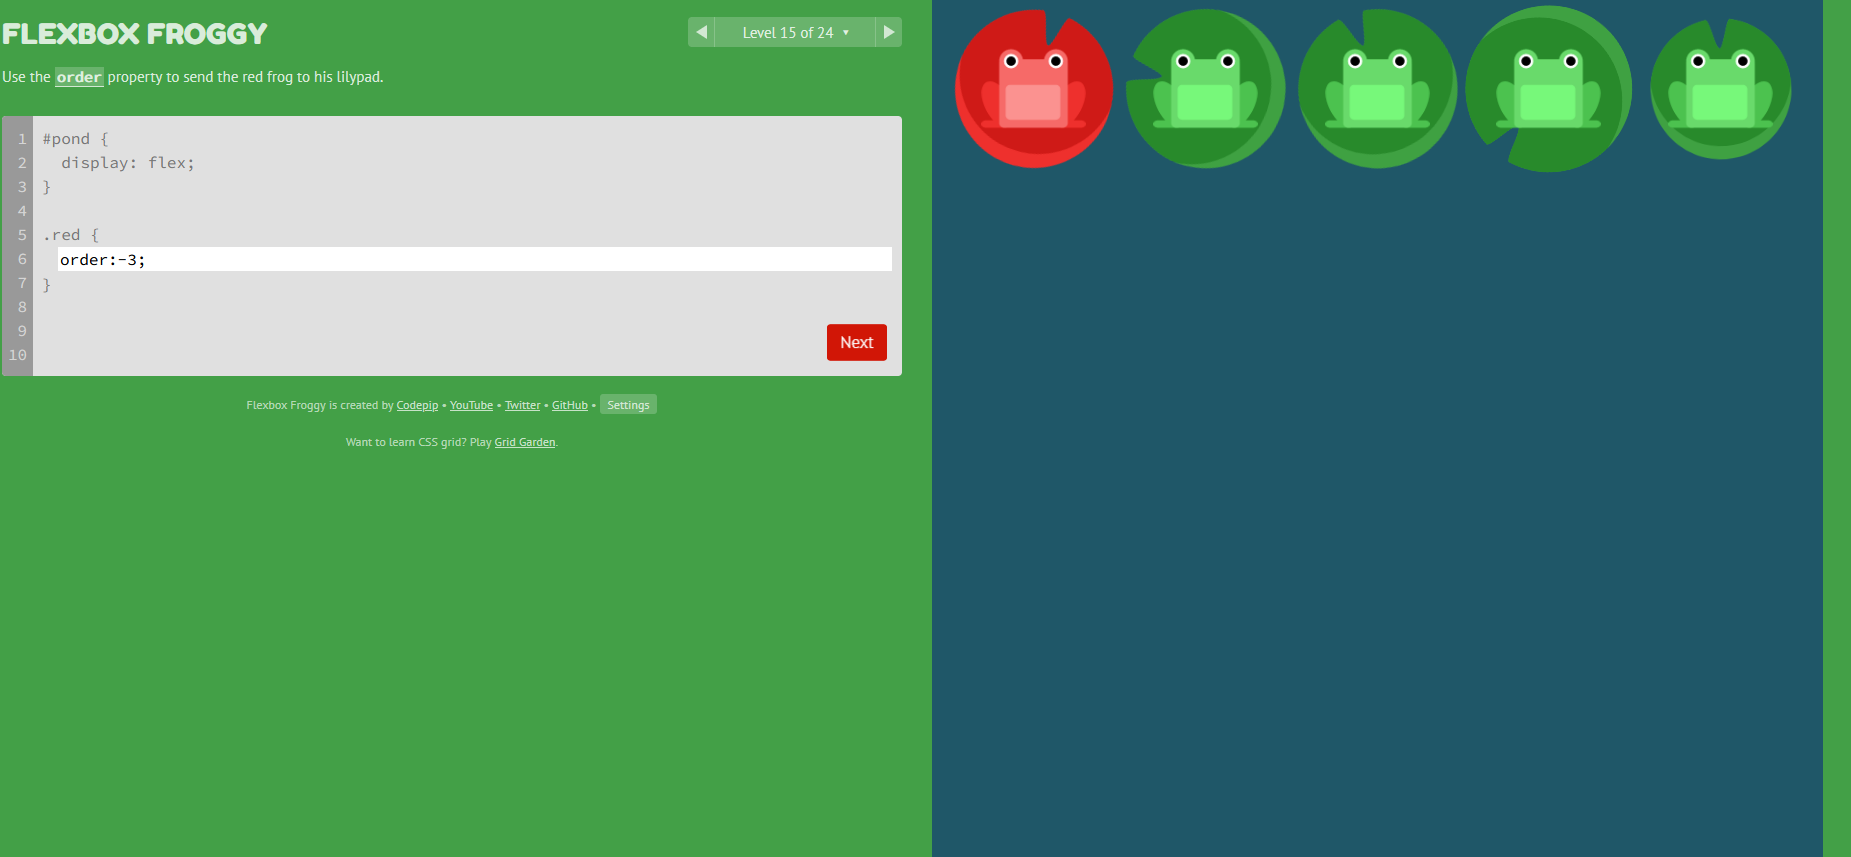 FLEXBOX FROGGY
Level 15 of 24 ▾
Use the order property to send the red frog to his lilypad.
1 #pond {
2 display: flex;
3 }
4
5 .red {
6 order:-3;
7 }
8
9
10
Next
Flexbox Froggy is created by Codepip • YouTube • Twitter • GitHub • Settings
Want to learn CSS grid? Play Grid Garden.